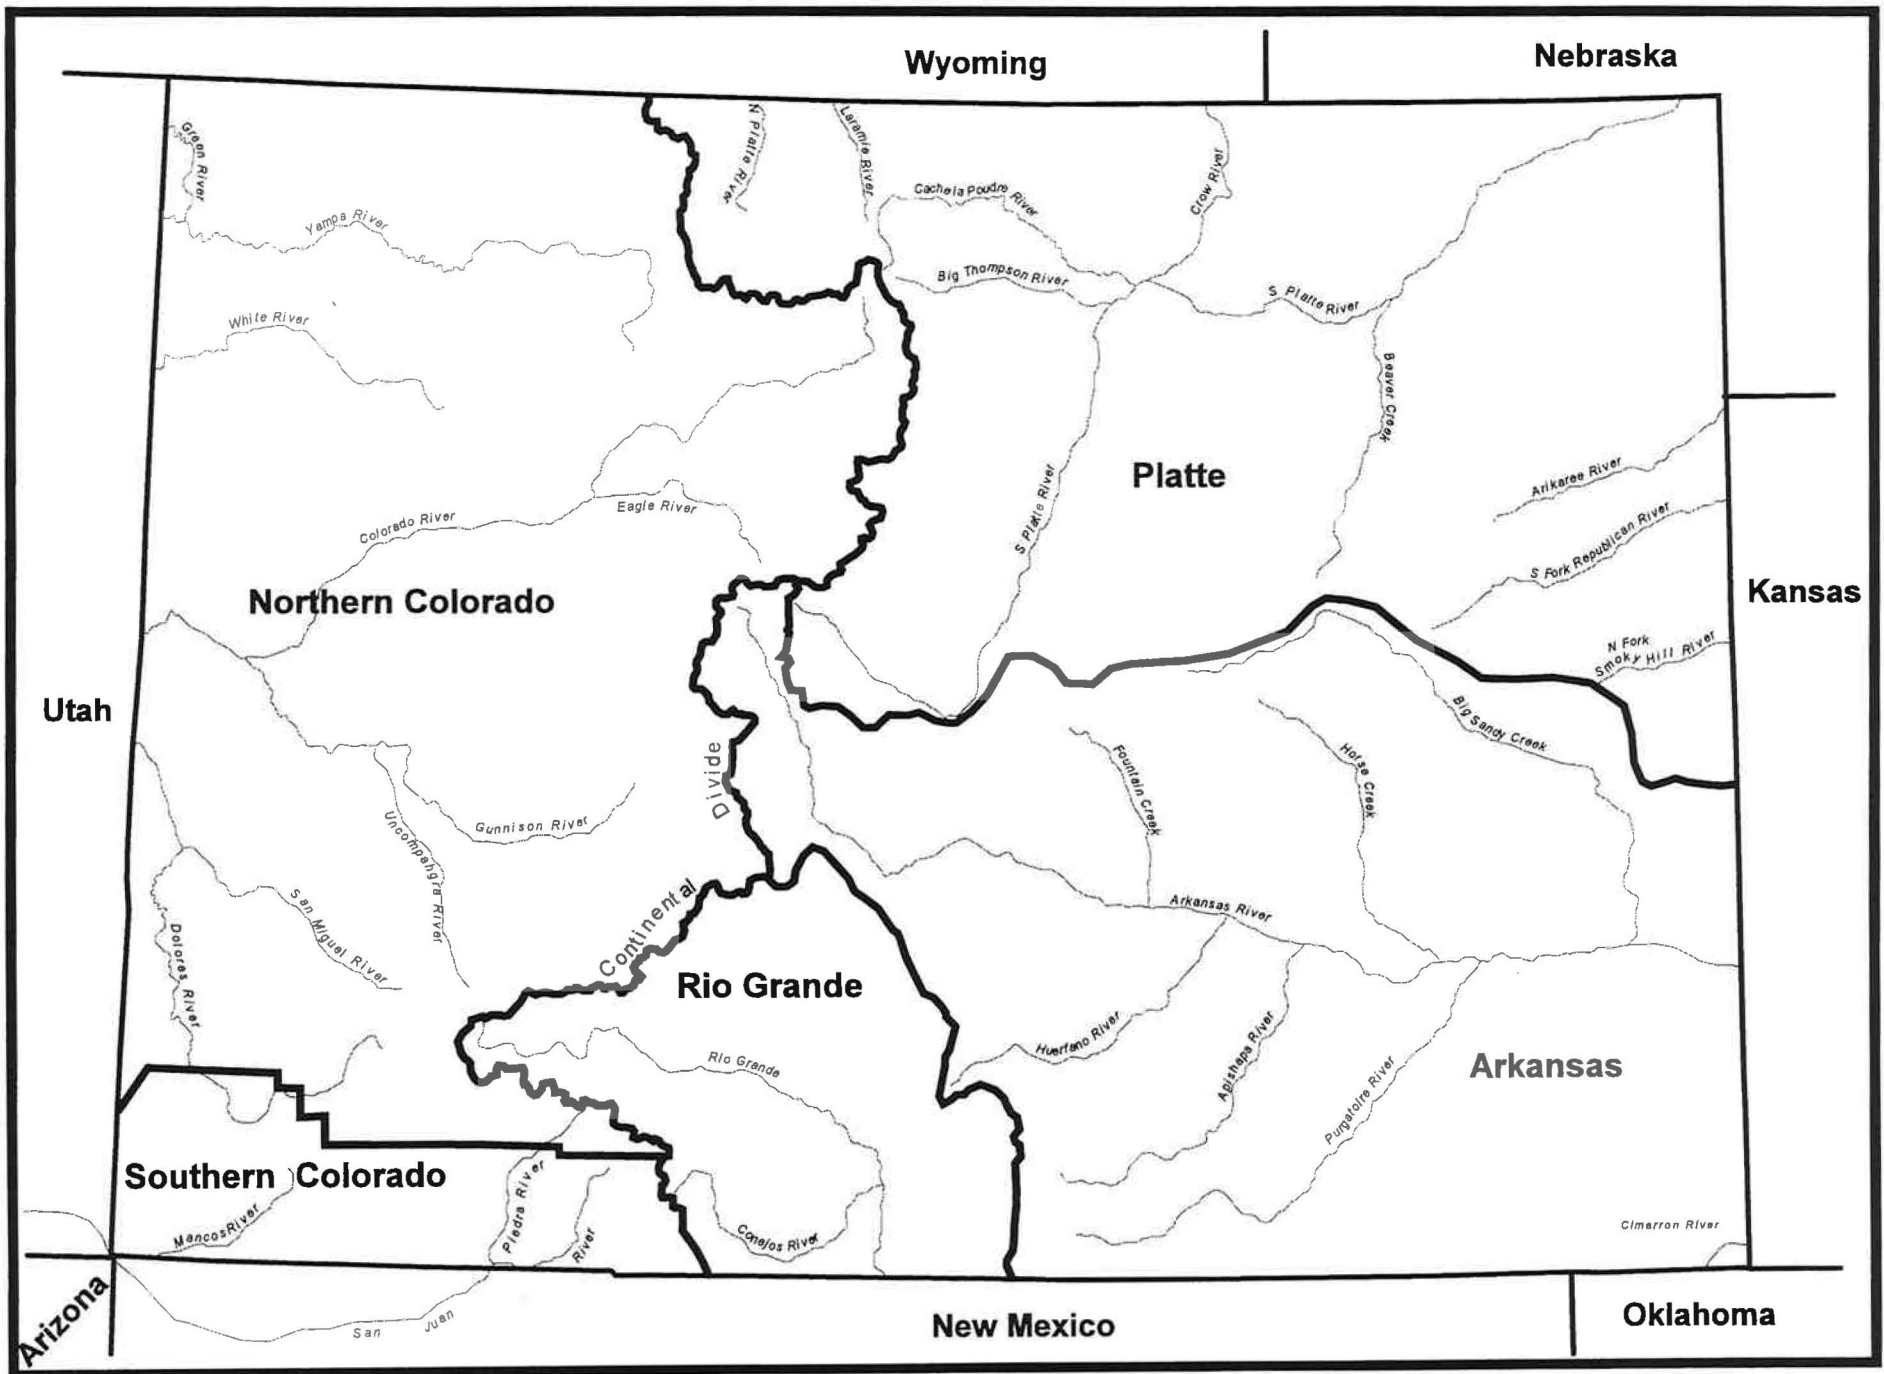 Wyoming
Nebraska
Green River
N Platte River
Laramie River
Cache la Poudre River
Crow River
Yampa River
Big Thompson River
S Platte River
White River
Beaver Creek
Platte
Arikaree River
S Platte River
Eagle River
Colorado River
S Fork Republican River
Northern Colorado
Kansas
N Fork
Smoky Hill River
Utah
Big Sandy Creek
Divide
Fountain Creek
Horse Creek
Gunnison River
Uncompahgra River
Continental
San Miguel River
Arkansas River
Dolores River
Rio Grande
Huerfano River
Apishapa River
Rio Grande
Arkansas
Purgatoire River
Southern Colorado
Piedra River
Mancos River
River
Conejos River
Cimarron River
Arizona
San Juan
New Mexico
Oklahoma